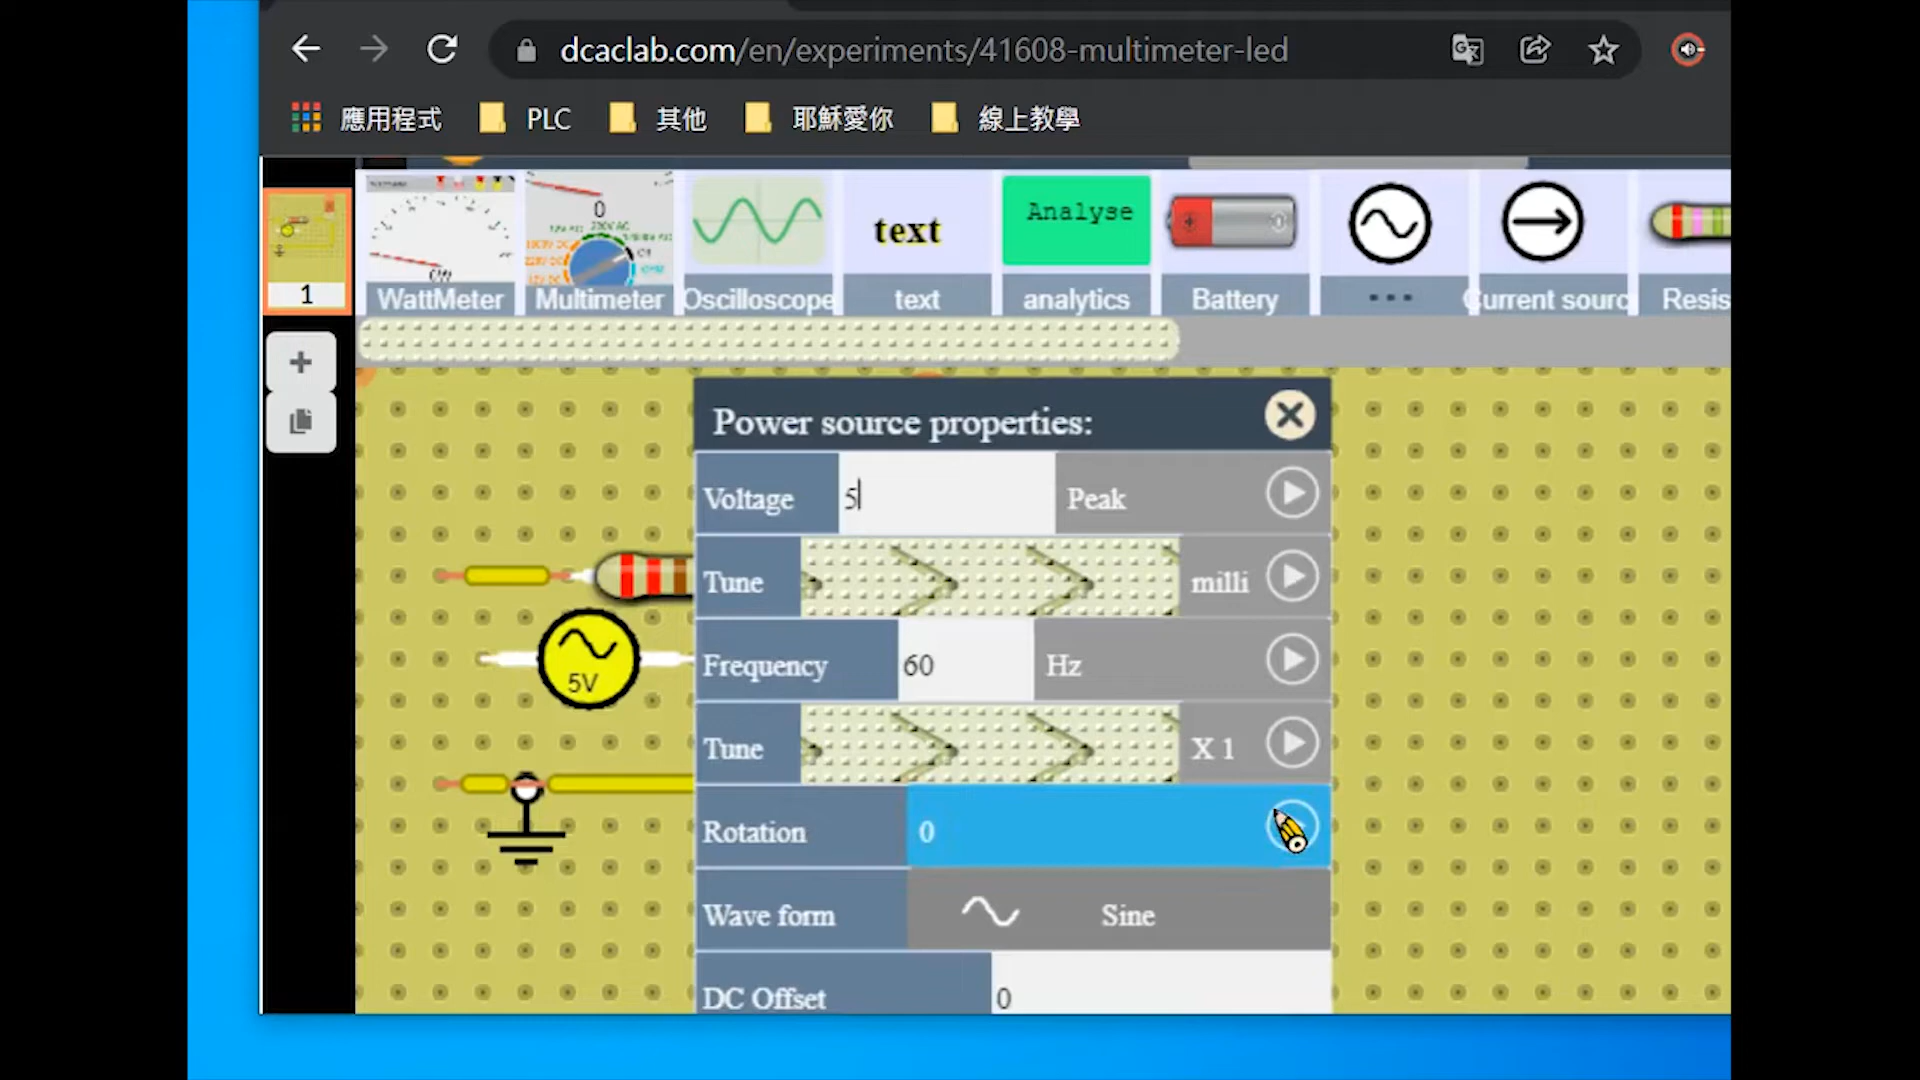 dcaclab.com/en/experiments/41608-multimeter-led
應用程式 PLC 其他 耶穌愛你 線上教學
1
0
0W
text
Analyse
WattMeter Multimeter Oscilloscope text analytics Battery ... Current sourc Resis
Power source properties:
Voltage 5 Peak
Tune milli
Frequency 60 Hz
5V
Tune X 1
Rotation 0
Wave form Sine
DC Offset 0